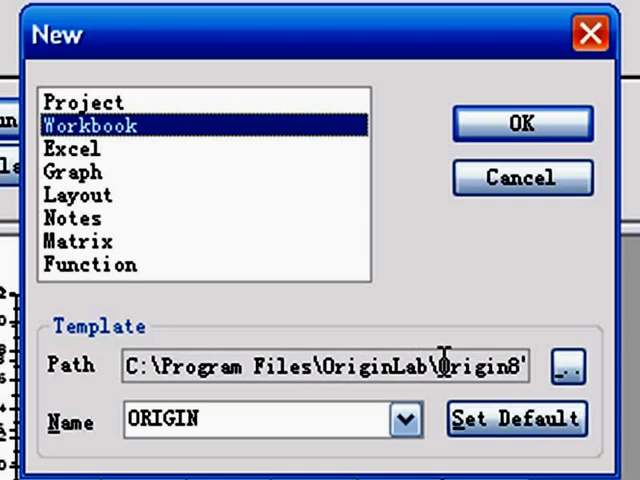 New
Project
Workbook
Excel
Graph
Layout
Notes
Matrix
Function
OK
Cancel
Template
Path C:\Program Files\OriginLab\Origin8'
Name ORIGIN
Set Default